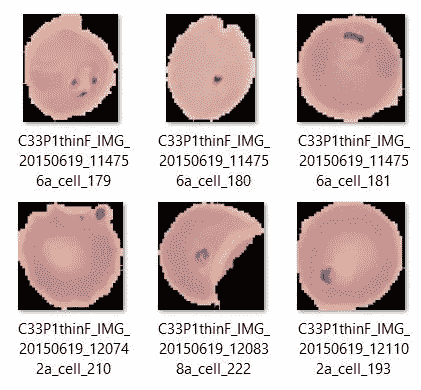 C33P1thinF_IMG_
20150619_11475
6a_cell_179
C33P1thinF_IMG_
20150619_11475
6a_cell_180
C33P1thinF_IMG_
20150619_11475
6a_cell_181
C33P1thinF_IMG_
20150619_12074
2a_cell_210
C33P1thinF_IMG_
20150619_12083
8a_cell_222
C33P1thinF_IMG_
20150619_12110
2a_cell_193